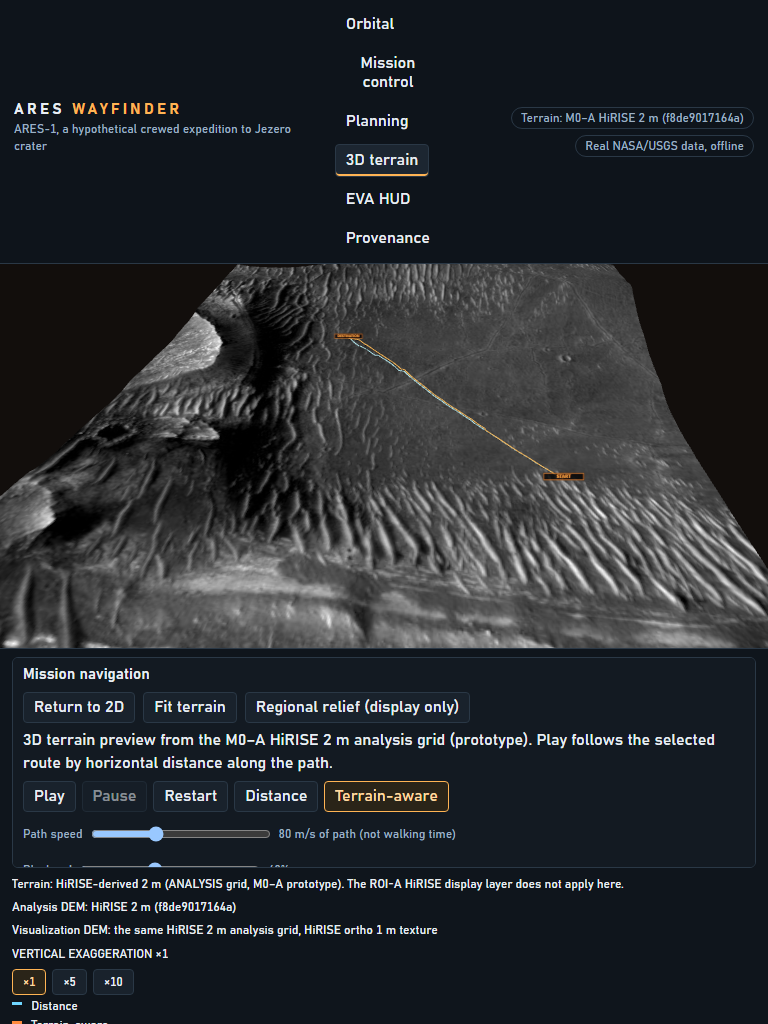 Orbital
Mission
control
Planning
3D terrain
EVA HUD
Provenance
ARES WAYFINDER
ARES-1, a hypothetical crewed expedition to Jezero
crater
Terrain: M0–A HiRISE 2 m (f8de9017164a)
Real NASA/USGS data, offline
DESTINATION
START
Mission navigation
Return to 2D
Fit terrain
Regional relief (display only)
3D terrain preview from the M0–A HiRISE 2 m analysis grid (prototype). Play follows the selected
route by horizontal distance along the path.
Play
Pause
Restart
Distance
Terrain-aware
Path speed
80 m/s of path (not walking time)
Terrain: HiRISE-derived 2 m (ANALYSIS grid, M0–A prototype). The ROI-A HiRISE display layer does not apply here.
Analysis DEM: HiRISE 2 m (f8de9017164a)
Visualization DEM: the same HiRISE 2 m analysis grid, HiRISE ortho 1 m texture
VERTICAL EXAGGERATION ×1
×1
×5
×10
Distance
Terrain-aware